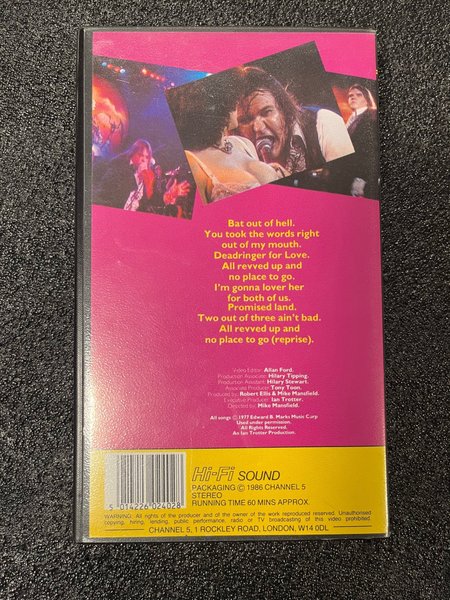 Bat out of hell.
You took the words right
out of my mouth.
Deadringer for Love.
All revved up and
no place to go.
I'm gonna lover her
for both of us.
Promised land.
Two out of three ain't bad.
All revved up and
no place to go (reprise).
Video Editor: Allan Ford.
Production Associate: Hilary Tipping.
Production Assistant: Hilary Stewart.
Associate Producer: Tony Toon.
Produced by: Robert Ellis & Mike Mansfield.
Executive Producer: Ian Trotter.
Directed by: Mike Mansfield.
All songs © 1977 Edward B. Marks Music Corp
Used under permission.
All Rights Reserved.
An Ian Trotter Production.
Hi-Fi SOUND
PACKAGING © 1986 CHANNEL 5
STEREO
RUNNING TIME 60 MINS APPROX.
5 014224 024028
WARNING: All rights of the producer and of the owner of the work reproduced reserved. Unauthorised
copying, hiring, lending, public performance, radio or TV broadcasting of this video prohibited.
CHANNEL 5, 1 ROCKLEY ROAD, LONDON, W14 0DL